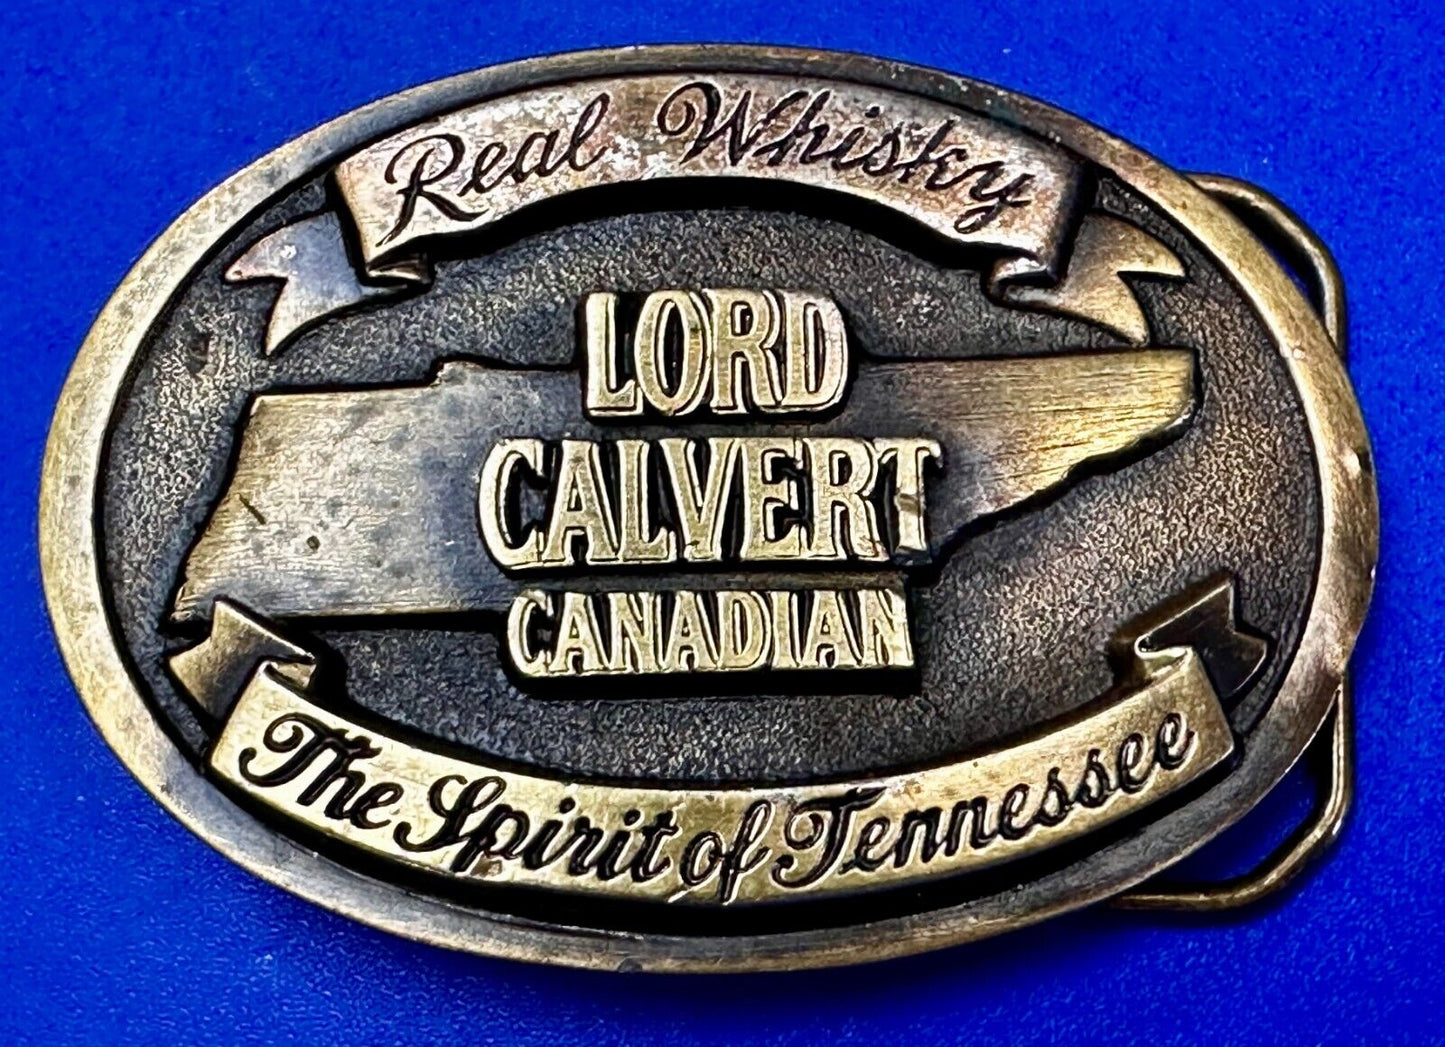 Real Whisky
LORD
CALVERT
CANADIAN
The Spirit of Tennessee